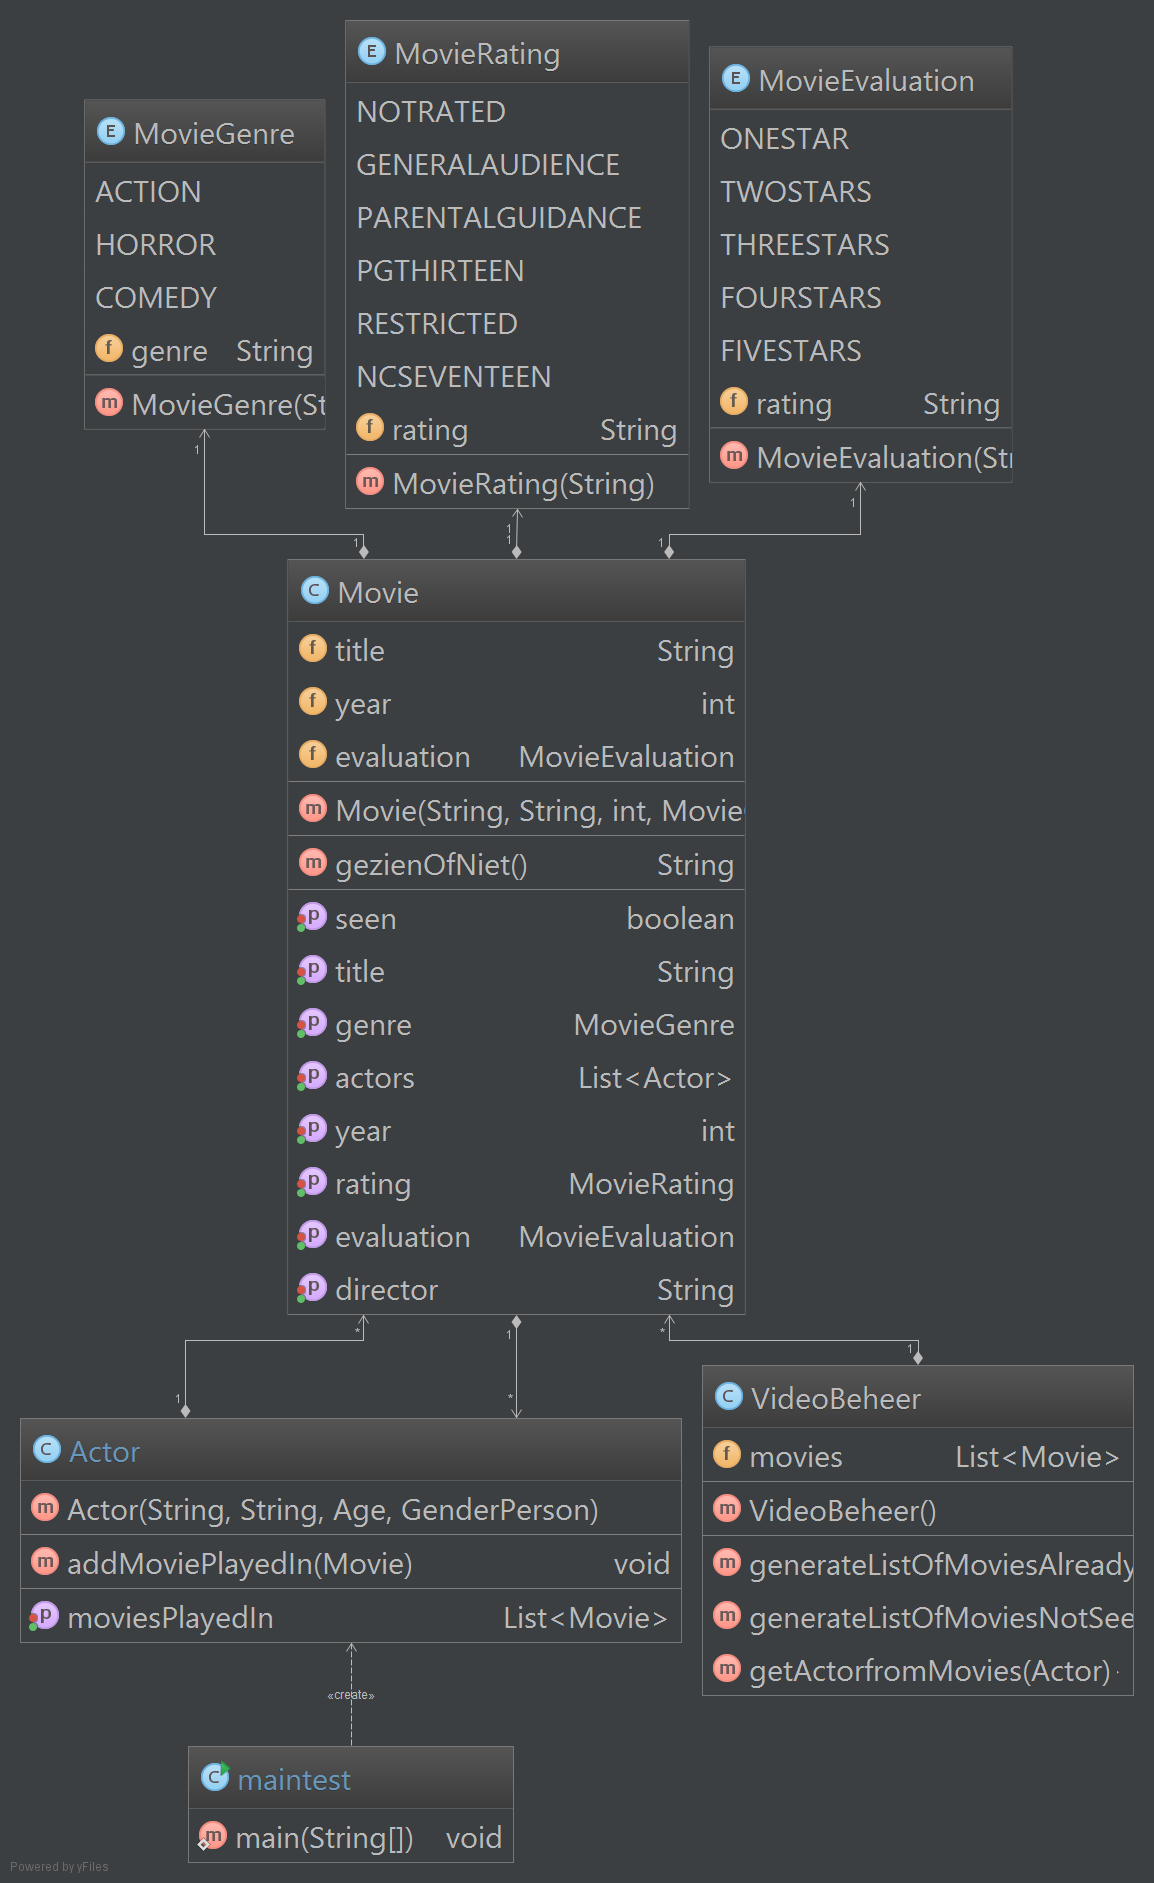 E MovieGenre
ACTION
HORROR
COMEDY
f genre String
m MovieGenre(St
E MovieRating
NOTRATED
GENERALAUDIENCE
PARENTALGUIDANCE
PGTHIRTEEN
RESTRICTED
NCSEVENTEEN
f rating String
m MovieRating(String)
E MovieEvaluation
ONESTAR
TWOSTARS
THREESTARS
FOURSTARS
FIVESTARS
f rating String
m MovieEvaluation(Stri
1
1
1
1
1
1
C Movie
f title String
f year int
f evaluation MovieEvaluation
m Movie(String, String, int, Movie
m gezienOfNiet() String
p seen boolean
p title String
p genre MovieGenre
p actors List<Actor>
p year int
p rating MovieRating
p evaluation MovieEvaluation
p director String
*
1
*
1
*
1
C Actor
m Actor(String, String, Age, GenderPerson)
m addMoviePlayedIn(Movie) void
p moviesPlayedIn List<Movie>
C VideoBeheer
f movies List<Movie>
m VideoBeheer()
m generateListOfMoviesAlready
m generateListOfMoviesNotSee
m getActorfromMovies(Actor)
«create»
C maintest
m main(String[]) void
Powered by yFiles